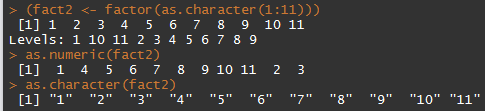 > (fact2 <- factor(as.character(1:11)))
[1] 1 2 3 4 5 6 7 8 9 10 11
Levels: 1 10 11 2 3 4 5 6 7 8 9
> as.numeric(fact2)
[1] 1 4 5 6 7 8 9 10 11 2 3
> as.character(fact2)
[1] "1" "2" "3" "4" "5" "6" "7" "8" "9" "10" "11"